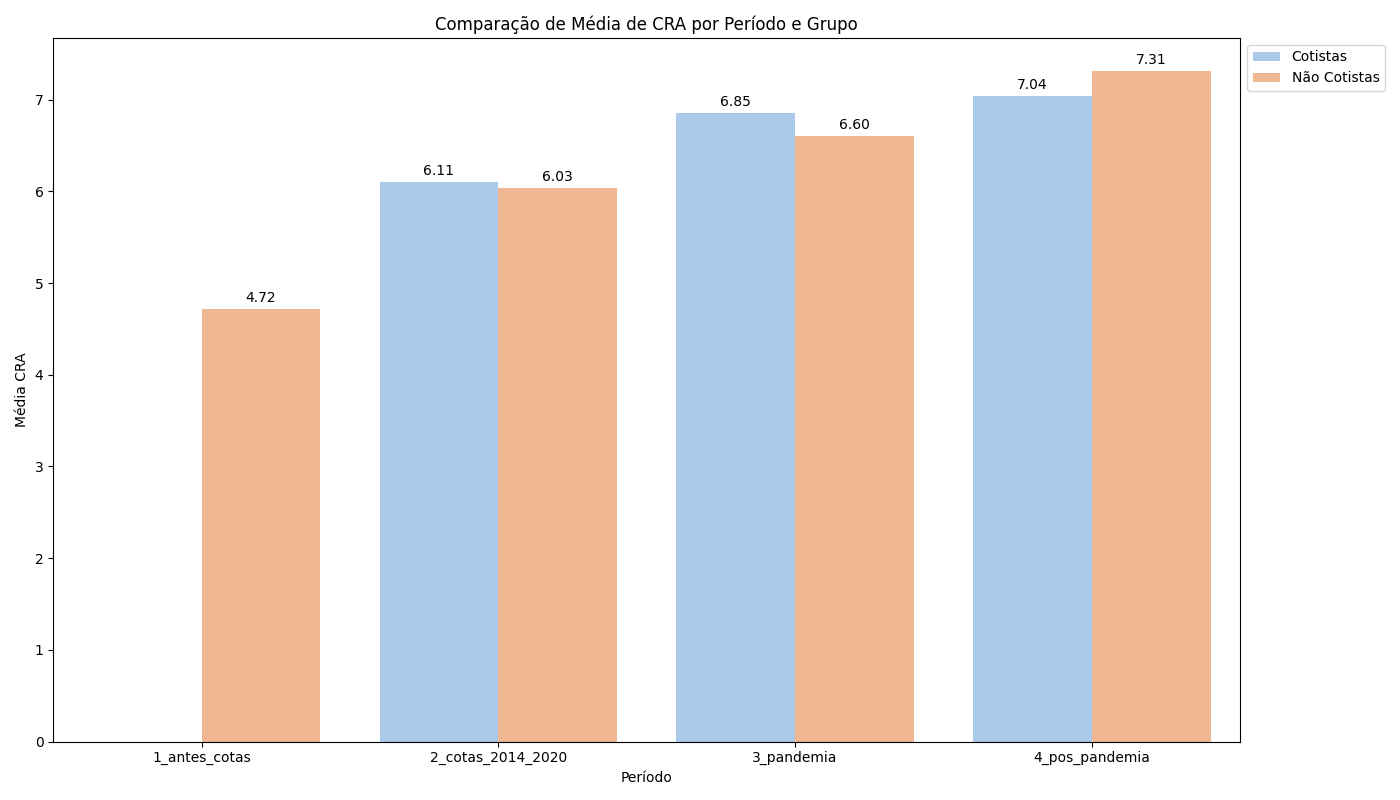 Comparação de Média de CRA por Período e Grupo
Cotistas
Não Cotistas
Média CRA
7
6
5
4
3
2
1
0
4.72
6.11
6.03
6.85
6.60
7.04
7.31
1_antes_cotas
2_cotas_2014_2020
3_pandemia
4_pos_pandemia
Período